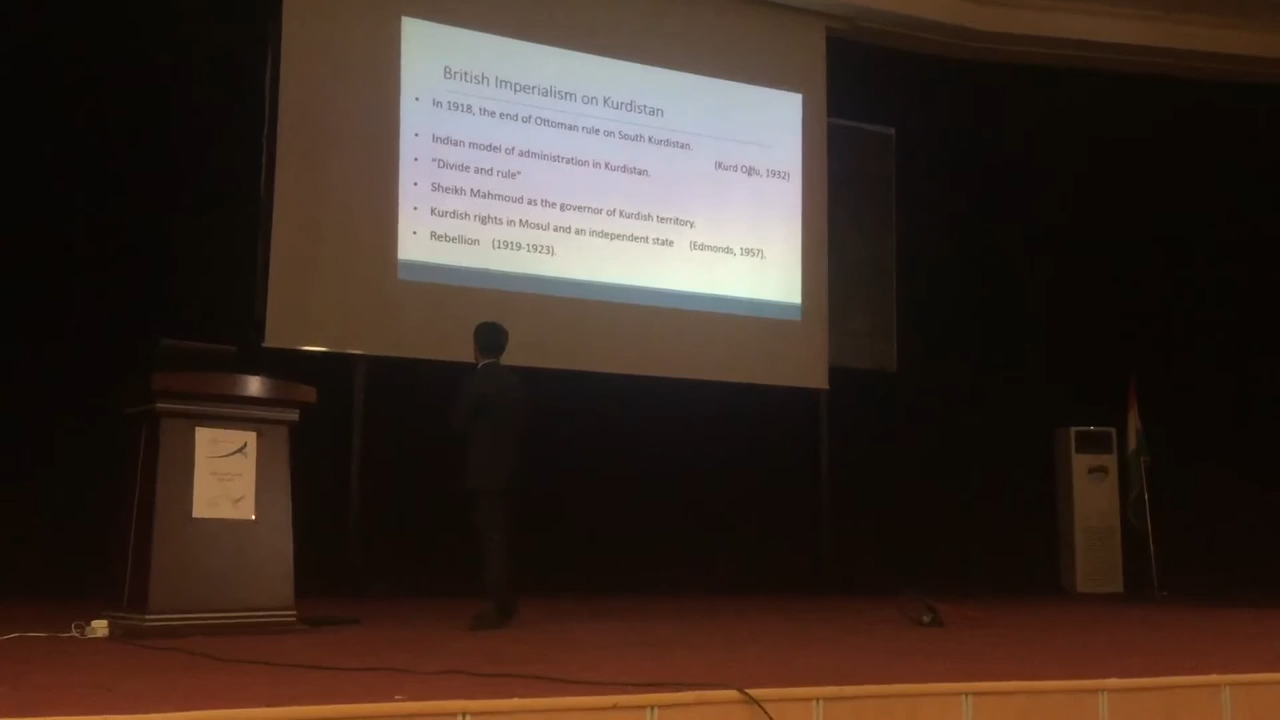 British Imperialism on Kurdistan
• In 1918, the end of Ottoman rule on South Kurdistan.
(Kurd Oğlu, 1932)
• Indian model of administration in Kurdistan.
• "Divide and rule"
• Sheikh Mahmoud as the governor of Kurdish territory.
• Kurdish rights in Mosul and an independent state (Edmonds, 1957).
• Rebellion (1919-1923).